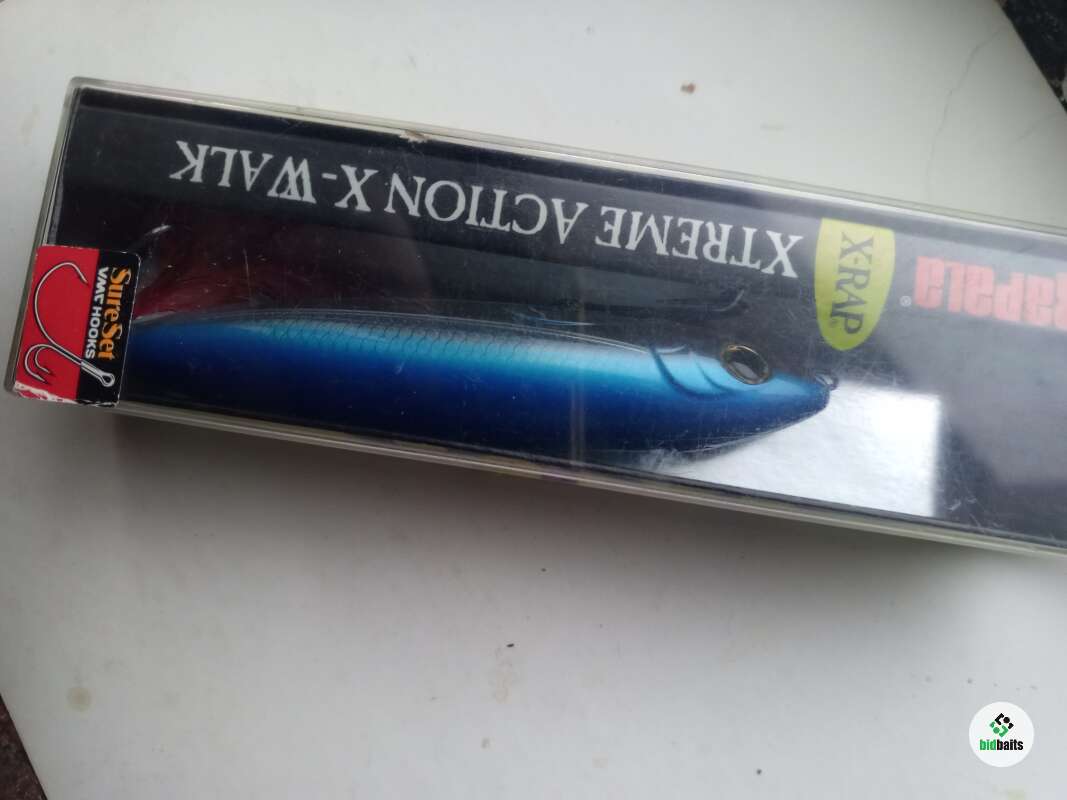 Rapala®
X-RAP®
XTREME ACTION X-WALK
SureSet
VMC HOOKS
bidbaits